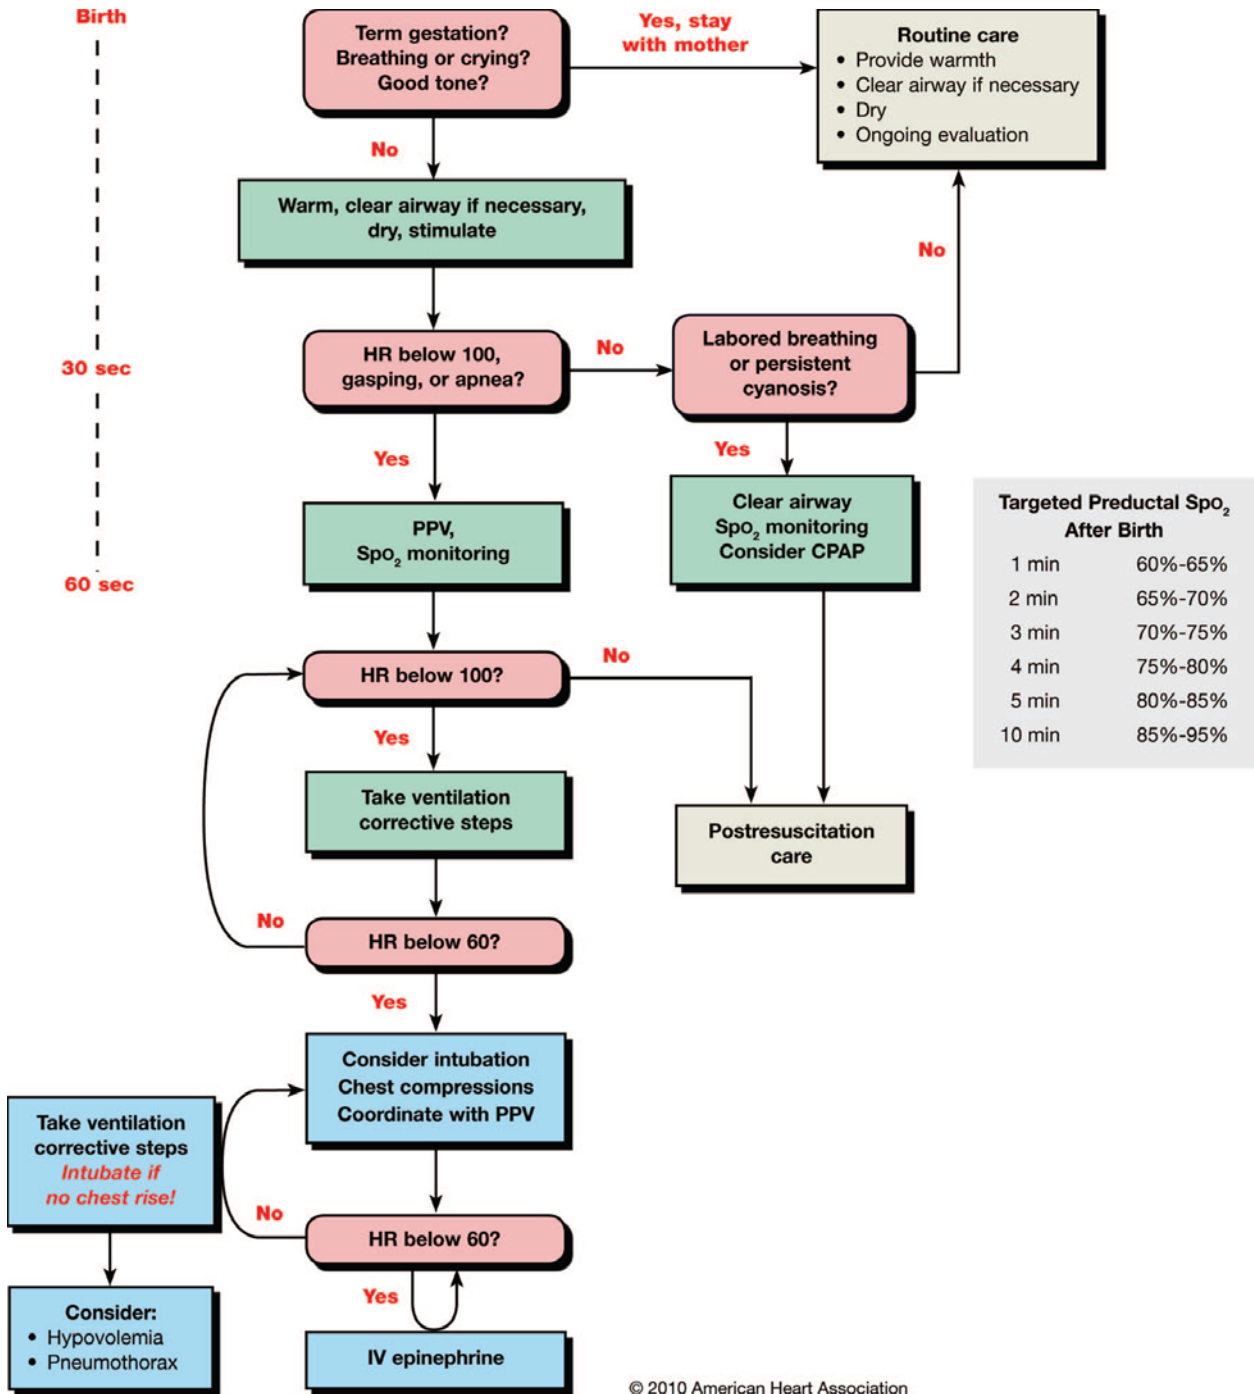 Birth
Term gestation?
Breathing or crying?
Good tone?
Yes, stay
with mother
Routine care
• Provide warmth
• Clear airway if necessary
• Dry
• Ongoing evaluation
No
Warm, clear airway if necessary,
dry, stimulate
No
30 sec
HR below 100,
gasping, or apnea?
No
Labored breathing
or persistent
cyanosis?
Yes
Yes
PPV,
SpO₂ monitoring
Clear airway
SpO₂ monitoring
Consider CPAP
60 sec
Targeted Preductal SpO₂
After Birth
1 min 60%-65%
2 min 65%-70%
3 min 70%-75%
4 min 75%-80%
5 min 80%-85%
10 min 85%-95%
HR below 100?
No
Yes
Take ventilation
corrective steps
Postresuscitation
care
No
HR below 60?
Yes
Consider intubation
Chest compressions
Coordinate with PPV
Take ventilation
corrective steps
Intubate if
no chest rise!
No
HR below 60?
Yes
Consider:
• Hypovolemia
• Pneumothorax
IV epinephrine
© 2010 American Heart Association